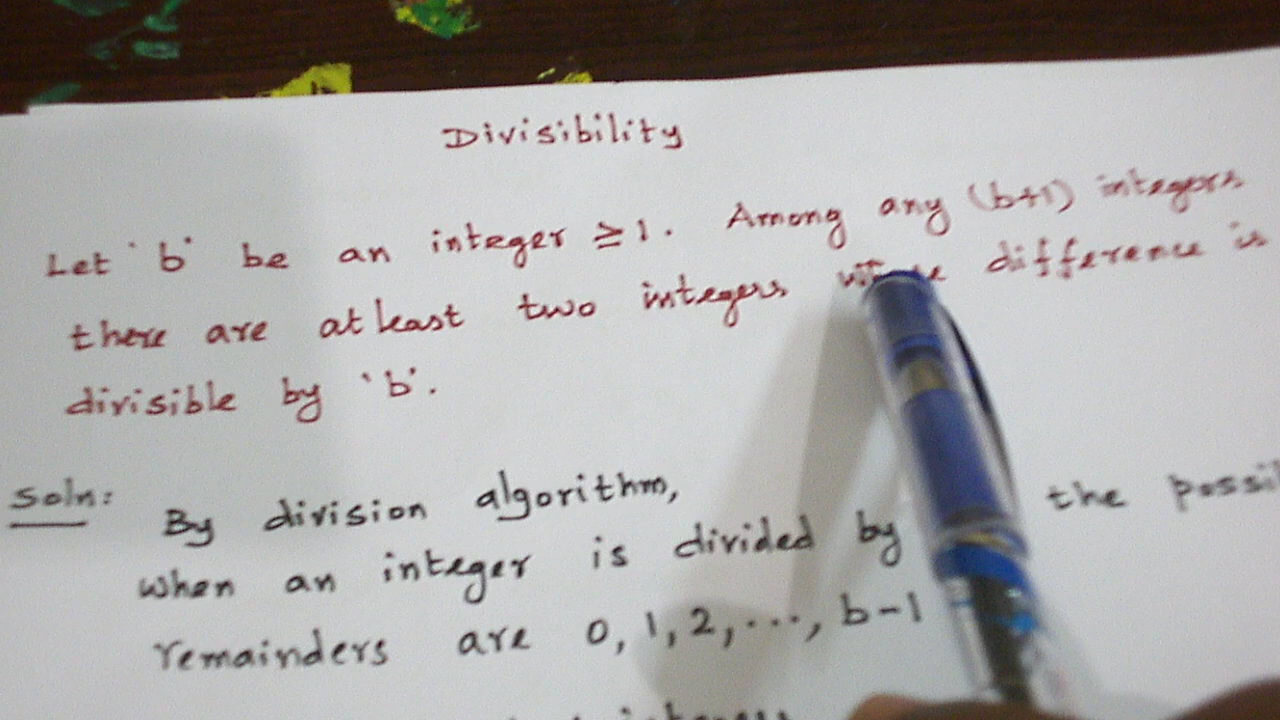 Divisibility
Let 'b' be an integer ≥ 1. Among any (b+1) integers
there are atleast two integers difference is
divisible by 'b'.
Soln: By division algorithm,
when an integer is divided by the
remainders are 0, 1, 2, ..., b-1